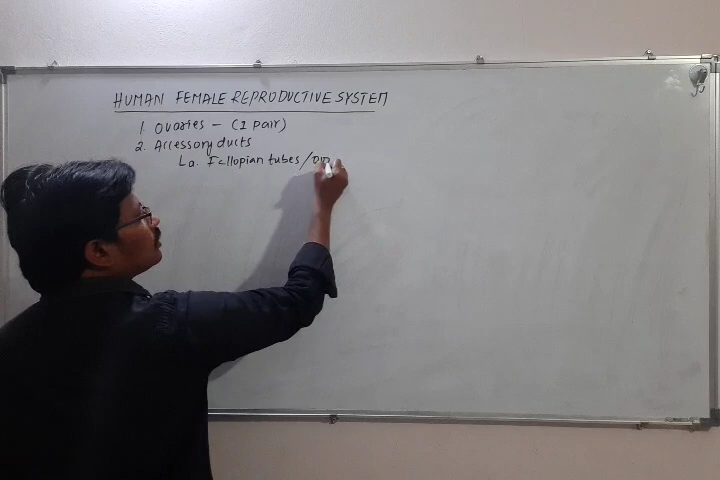 HUMAN FEMALE REPRODUCTIVE SYSTEM
1. Ovaries - (1 pair)
2. Accessory ducts
a. Fallopian tubes /